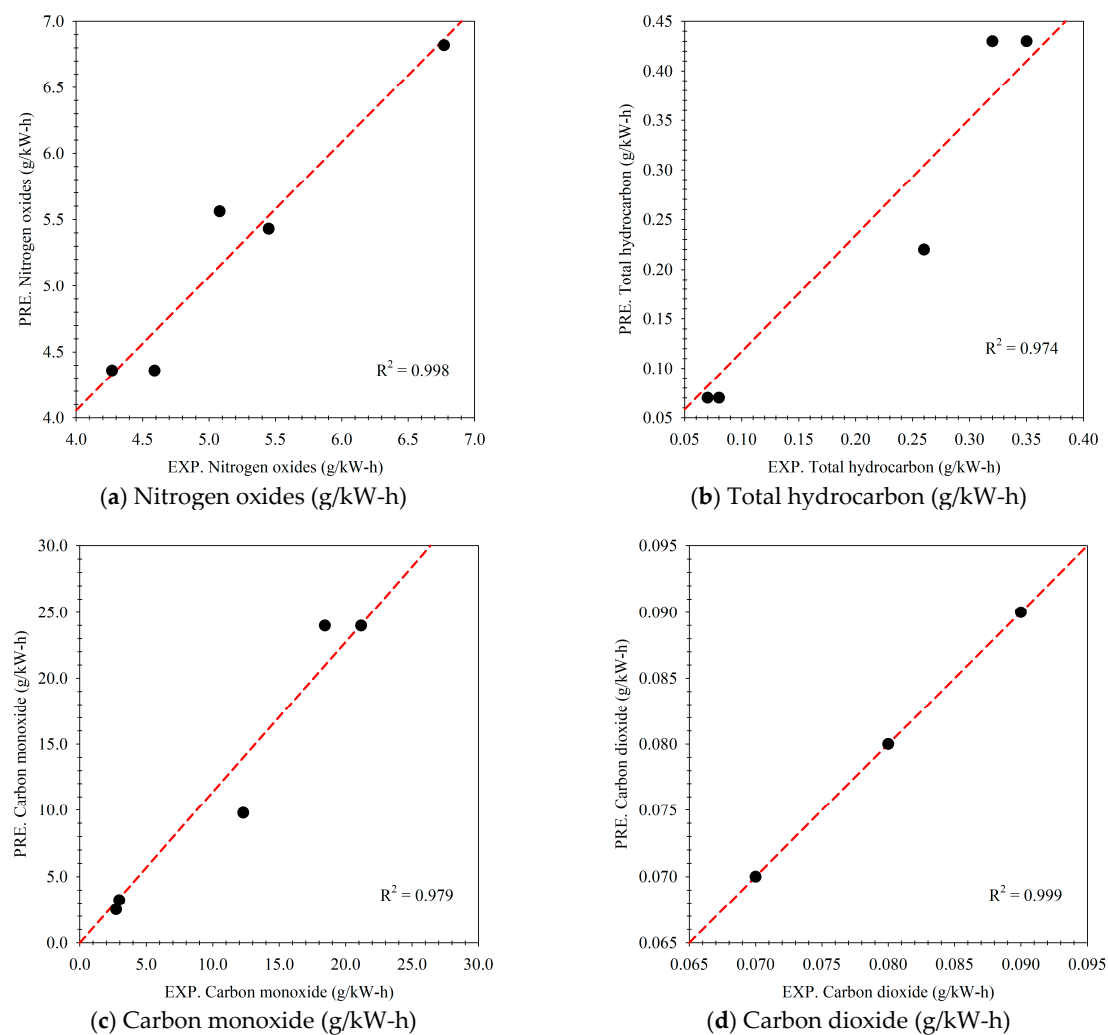 7.0
6.5
6.0
5.5
5.0
4.5
4.0
PRE. Nitrogen oxides (g/kW-h)
R² = 0.998
4.0 4.5 5.0 5.5 6.0 6.5 7.0
EXP. Nitrogen oxides (g/kW-h)
(a) Nitrogen oxides (g/kW-h)
0.45
0.40
0.35
0.30
0.25
0.20
0.15
0.10
0.05
PRE. Total hydrocarbon (g/kW-h)
R² = 0.974
0.05 0.10 0.15 0.20 0.25 0.30 0.35 0.40
EXP. Total hydrocarbon (g/kW-h)
(b) Total hydrocarbon (g/kW-h)
30.0
25.0
20.0
15.0
10.0
5.0
0.0
PRE. Carbon monoxide (g/kW-h)
R² = 0.979
0.0 5.0 10.0 15.0 20.0 25.0 30.0
EXP. Carbon monoxide (g/kW-h)
(c) Carbon monoxide (g/kW-h)
0.095
0.090
0.085
0.080
0.075
0.070
0.065
PRE. Carbon dioxide (g/kW-h)
R² = 0.999
0.065 0.070 0.075 0.080 0.085 0.090 0.095
EXP. Carbon dioxide (g/kW-h)
(d) Carbon dioxide (g/kW-h)